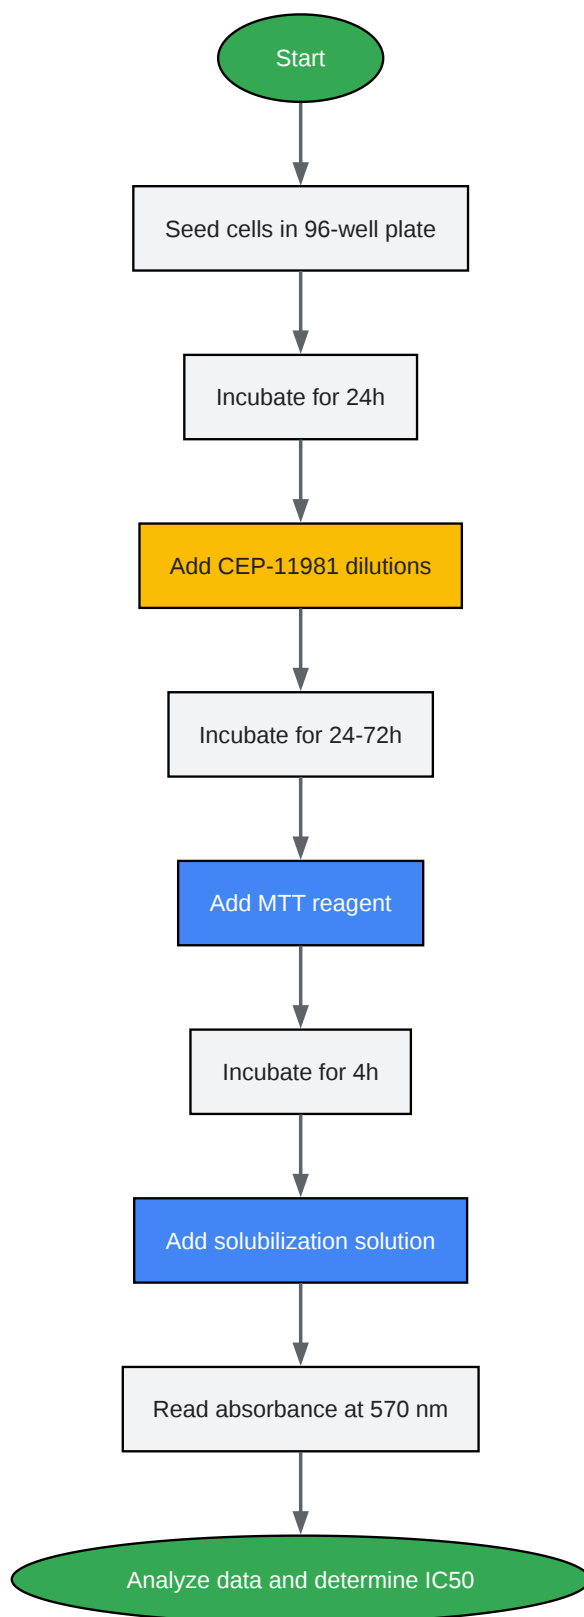 Start
Seed cells in 96-well plate
Incubate for 24h
Add CEP-11981 dilutions
Incubate for 24-72h
Add MTT reagent
Incubate for 4h
Add solubilization solution
Read absorbance at 570 nm
Analyze data and determine IC50